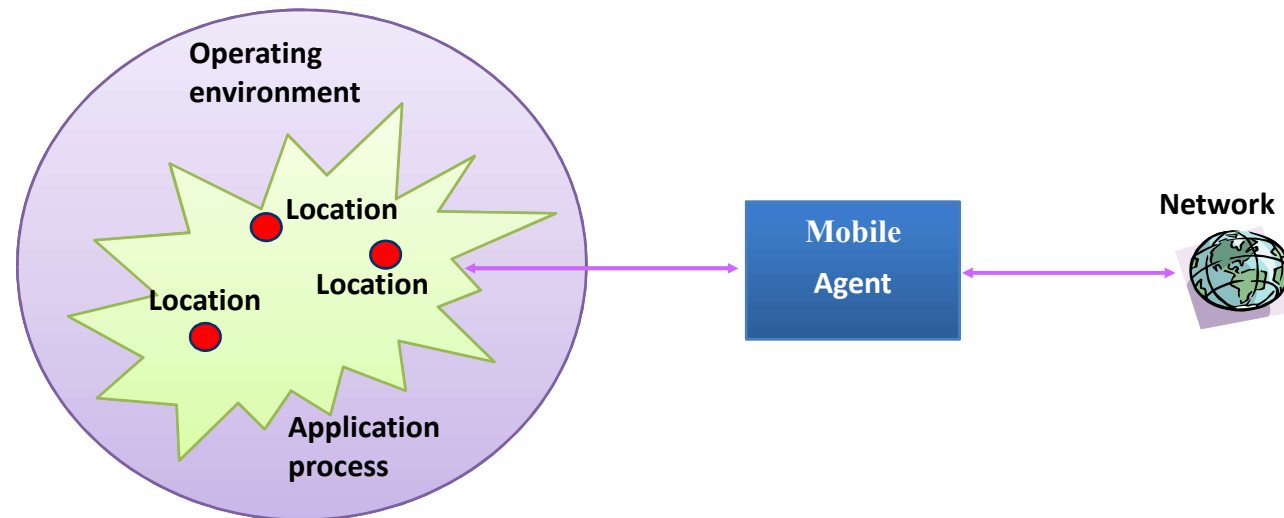 Operating
environment
Location
Location
Location
Application
process
Mobile
Agent
Network